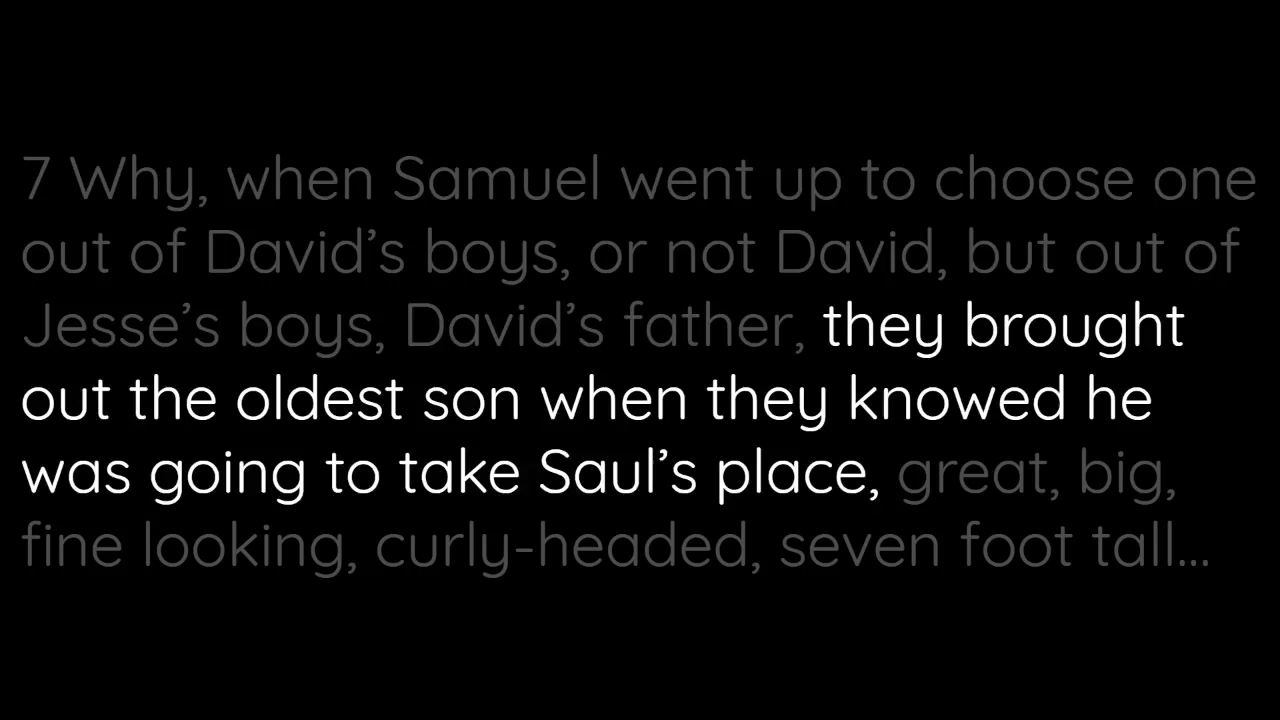 7 Why, when Samuel went up to choose one
out of David’s boys, or not David, but out of
Jesse’s boys, David’s father, they brought
out the oldest son when they knowed he
was going to take Saul’s place, great, big,
fine looking, curly-headed, seven foot tall...